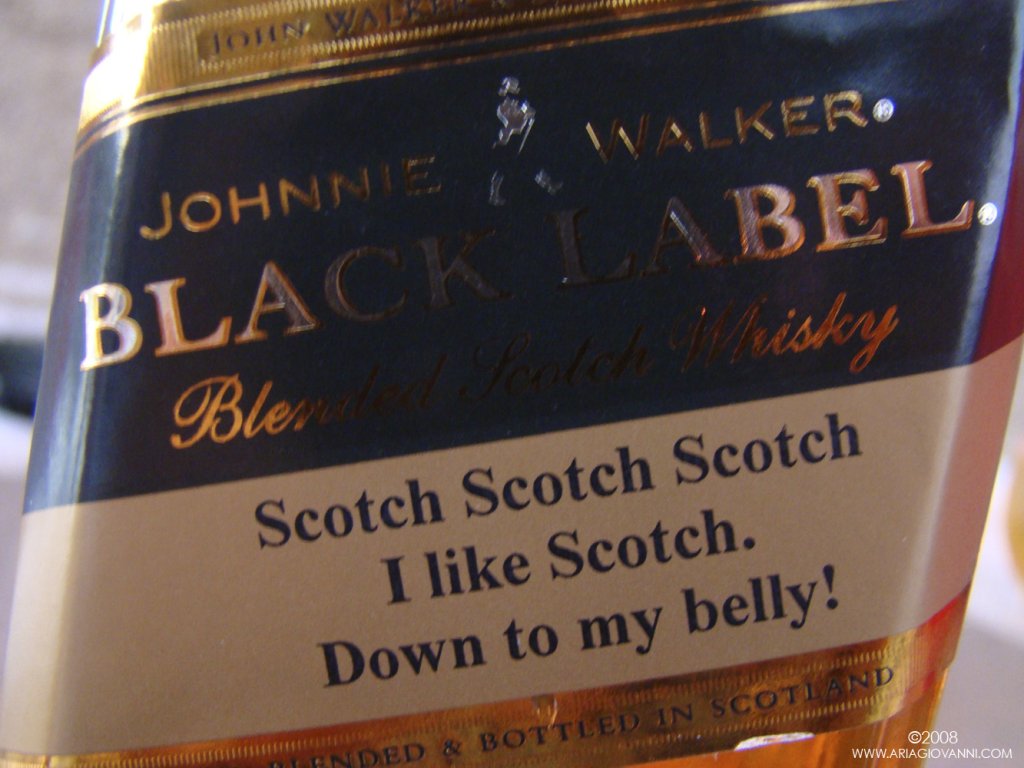 JOHN WALKER &
JOHNNIE WALKER®
BLACK LABEL®
Blended Scotch Whisky
Scotch Scotch Scotch
I like Scotch.
Down to my belly!
BLENDED & BOTTLED IN SCOTLAND
©2008
WWW.ARIAGIOVANNI.COM